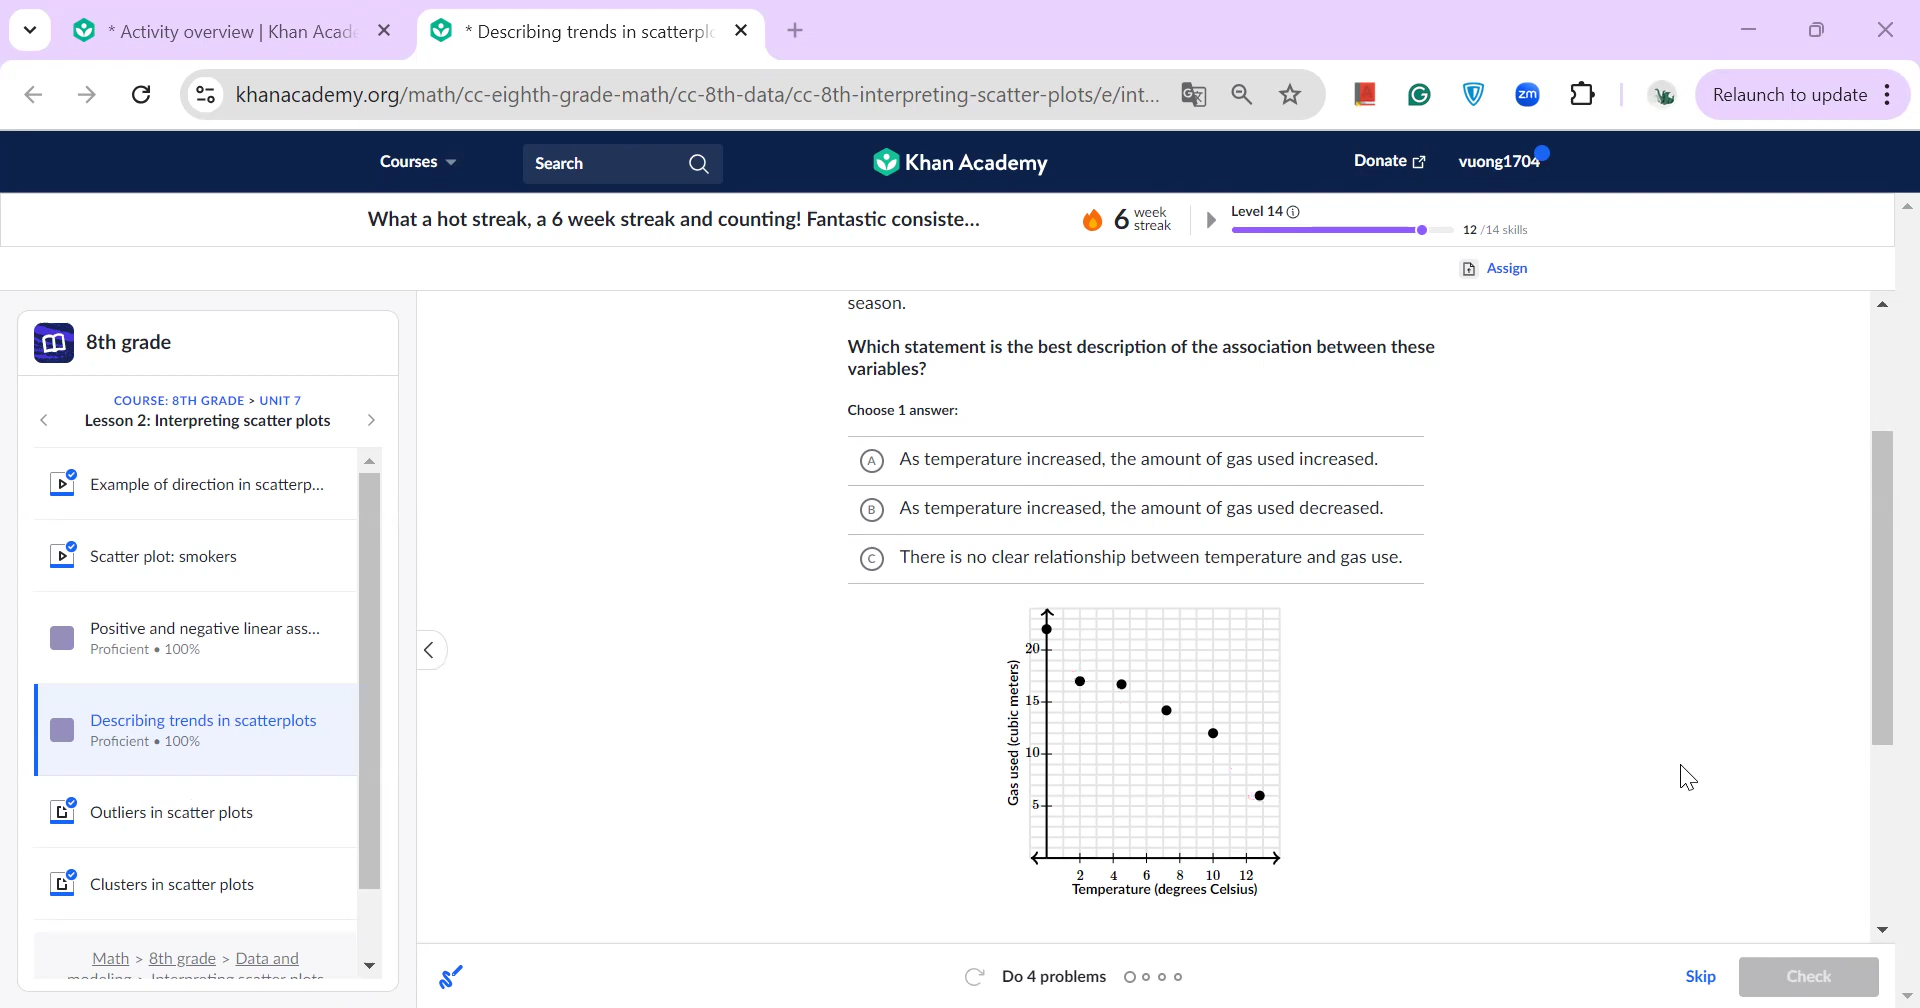 * Activity overview | Khan Acade
* Describing trends in scatterplo
khanacademy.org/math/cc-eighth-grade-math/cc-8th-data/cc-8th-interpreting-scatter-plots/e/int...
zm
Relaunch to update
Courses
Search
Khan Academy
Donate
vuong1704
What a hot streak, a 6 week streak and counting! Fantastic consiste...
6 week streak
Level 14
12 /14 skills
Assign
8th grade
COURSE: 8TH GRADE > UNIT 7
Lesson 2: Interpreting scatter plots
Example of direction in scatterp...
Scatter plot: smokers
Positive and negative linear ass...
Proficient • 100%
Describing trends in scatterplots
Proficient • 100%
Outliers in scatter plots
Clusters in scatter plots
Math > 8th grade > Data and
modeling > Interpreting scatter plots
season.
Which statement is the best description of the association between these
variables?
Choose 1 answer:
A As temperature increased, the amount of gas used increased.
B As temperature increased, the amount of gas used decreased.
C There is no clear relationship between temperature and gas use.
Gas used (cubic meters)
20
15
10
5
2 4 6 8 10 12
Temperature (degrees Celsius)
Do 4 problems
Skip
Check